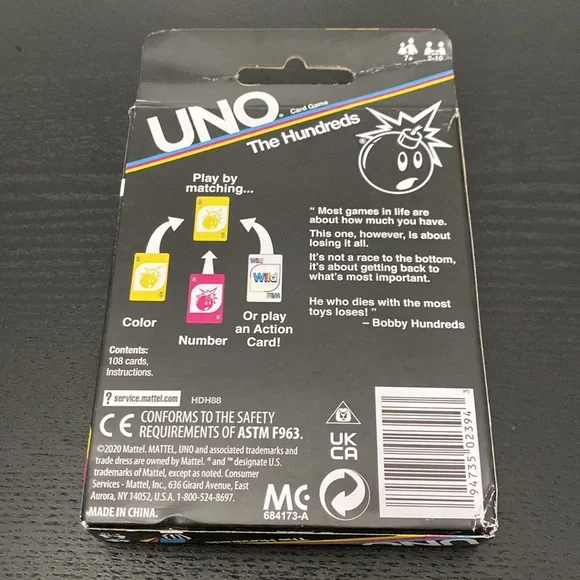 7+ 2-10
UNO® Card Game
The Hundreds
Play by
matching...
Color
Number
Wild
Wild
Or play
an Action
Card!
" Most games in life are
about how much you have.
This one, however, is about
losing it all.
It's not a race to the bottom,
it's about getting back to
what's most important.
He who dies with the most
toys loses! "
– Bobby Hundreds
Contents:
108 cards,
Instructions.
? service.mattel.com HDH88
CE CONFORMS TO THE SAFETY
REQUIREMENTS OF ASTM F963.
©2020 Mattel. MATTEL, UNO and associated trademarks and
trade dress are owned by Mattel. ® and ™ designate U.S.
trademarks of Mattel, except as noted. Consumer
Services - Mattel, Inc., 636 Girard Avenue, East
Aurora, NY 14052, U.S.A. 1-800-524-8697.
MADE IN CHINA.
UK
CA
MC
684173-A
94735 02394 3
UNO